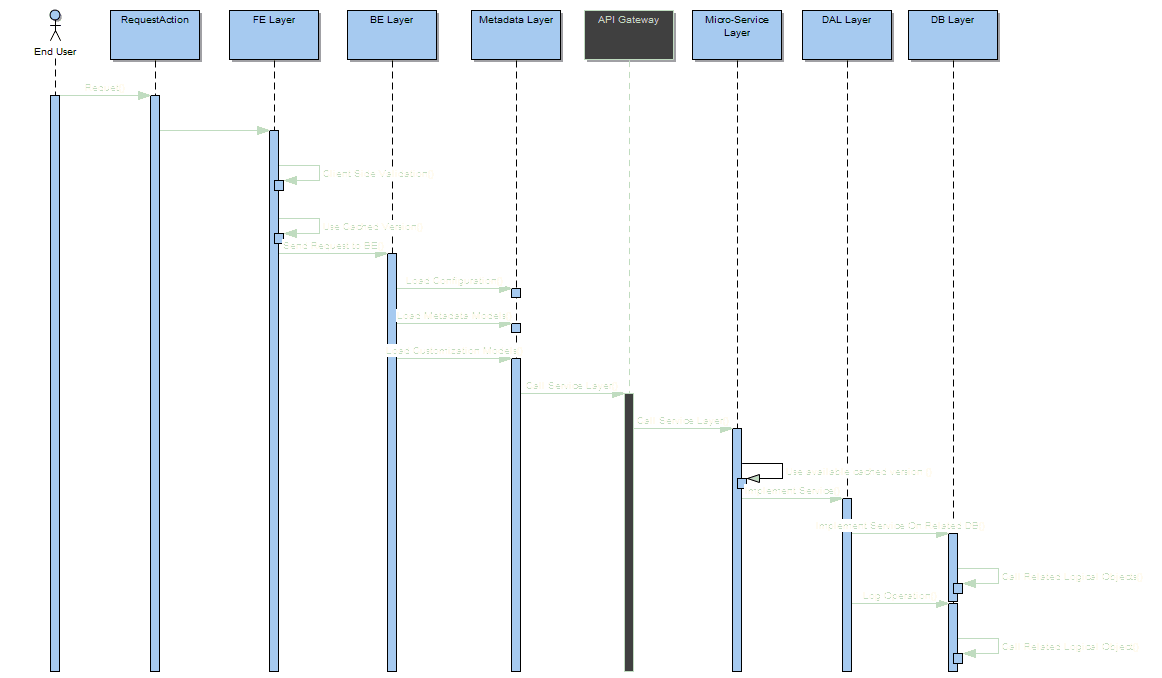 RequestAction
FE Layer
BE Layer
Metadata Layer
API Gateway
Micro-Service
Layer
DAL Layer
DB Layer
End User
Request
Client Side Validation()
Use Cached Version()
Send Request to BE
Load Configuration
Load Metadata Models
Load Customization Models
Call Service Layer
Call Service Layer
Use available cached version()
Implement Service
Implement Service On Related DB
Call Related Logical Objects()
Log Operation
Call Related Logical Object()